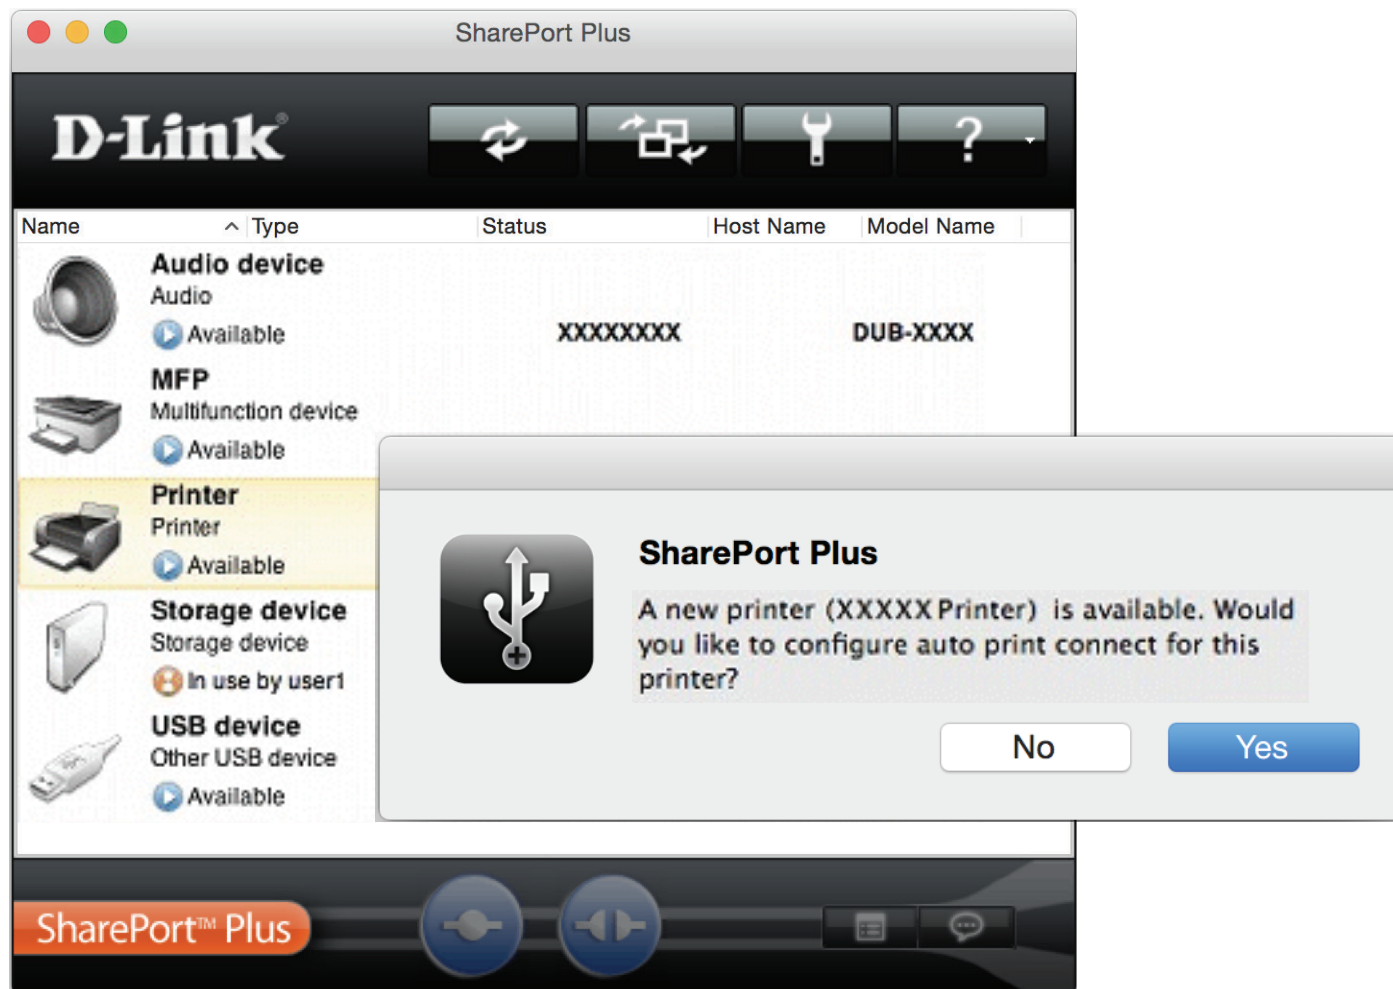 SharePort Plus
D-Link®
?
Name Type Status Host Name Model Name
Audio device
Audio
Available XXXXXXXX DUB-XXXX
MFP
Multifunction device
Available
Printer
Printer
Available
Storage device
Storage device
In use by user1
USB device
Other USB device
Available
SharePort Plus
A new printer (XXXXX Printer) is available. Would
you like to configure auto print connect for this
printer?
No Yes
SharePort™ Plus